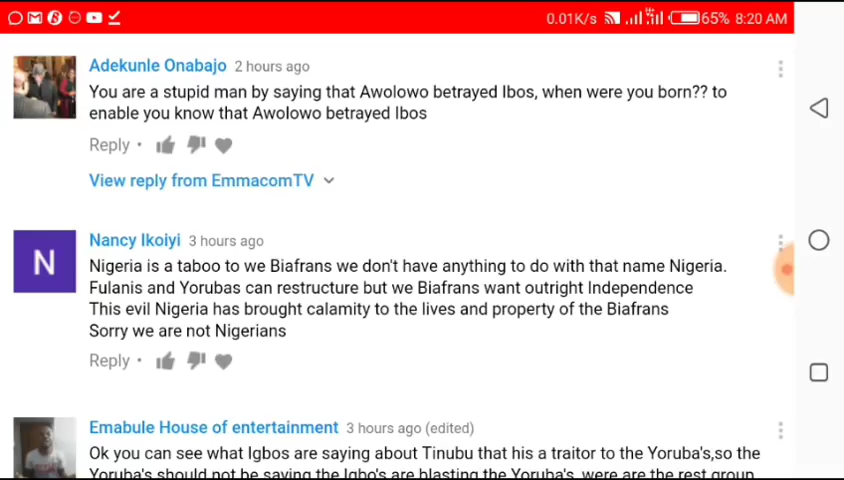 0.01K/s 65% 8:20 AM
Adekunle Onabajo 2 hours ago
You are a stupid man by saying that Awolowo betrayed Ibos, when were you born?? to
enable you know that Awolowo betrayed Ibos
Reply •
View reply from EmmacomTV
N
Nancy Ikoiyi 3 hours ago
Nigeria is a taboo to we Biafrans we don't have anything to do with that name Nigeria.
Fulanis and Yorubas can restructure but we Biafrans want outright Independence
This evil Nigeria has brought calamity to the lives and property of the Biafrans
Sorry we are not Nigerians
Reply •
Emabule House of entertainment 3 hours ago (edited)
Ok you can see what Igbos are saying about Tinubu that his a traitor to the Yoruba's,so the
Yoruba's should not be saying the Igbo's are blasting the Yoruba's, were are the rest group